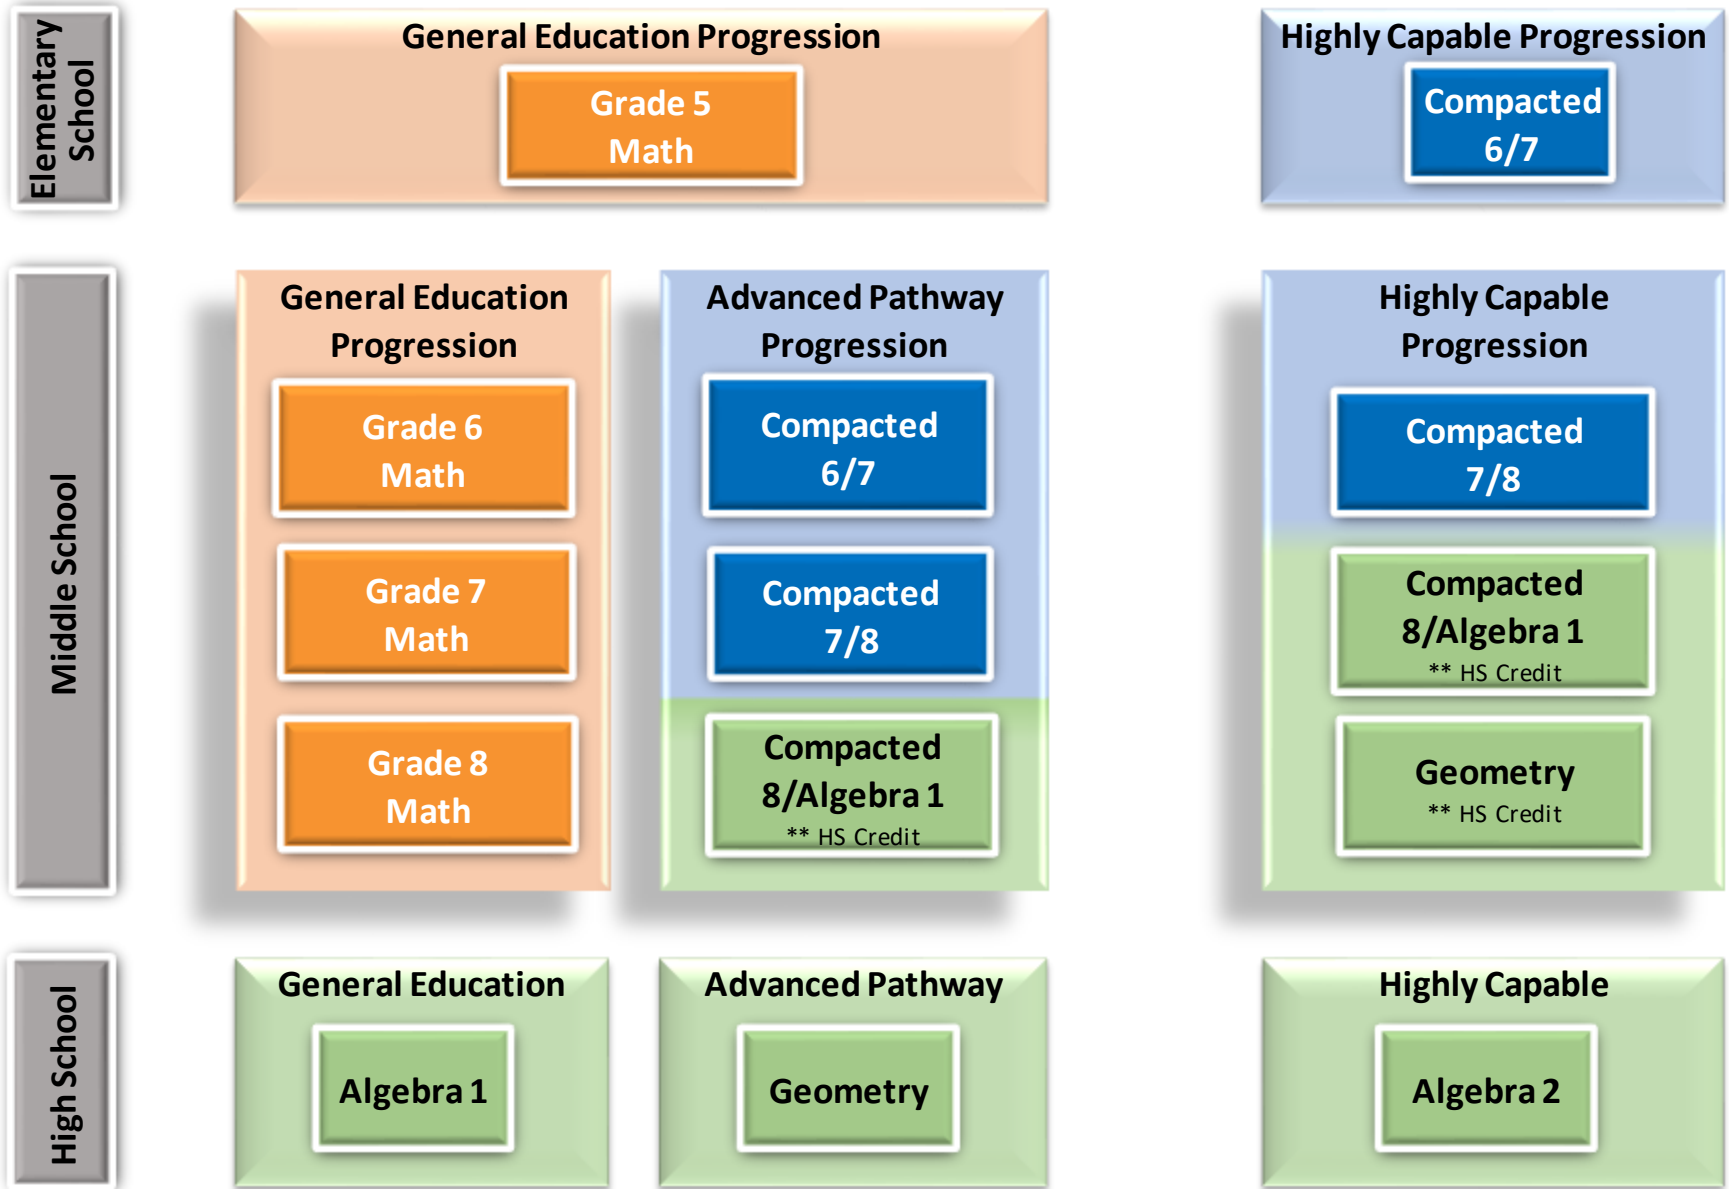 Elementary
School
General Education Progression
Grade 5
Math
Highly Capable Progression
Compacted
6/7
Middle School
General Education
Progression
Grade 6
Math
Grade 7
Math
Grade 8
Math
Advanced Pathway
Progression
Compacted
6/7
Compacted
7/8
Compacted
8/Algebra 1
** HS Credit
Highly Capable
Progression
Compacted
7/8
Compacted
8/Algebra 1
** HS Credit
Geometry
** HS Credit
High School
General Education
Algebra 1
Advanced Pathway
Geometry
Highly Capable
Algebra 2